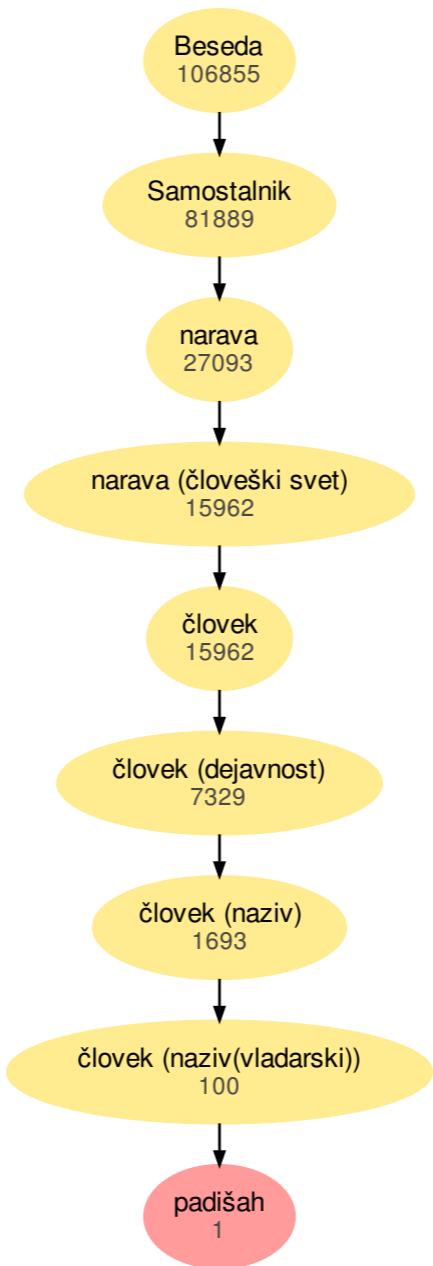 Beseda
106855
Samostalnik
81889
narava
27093
narava (človeški svet)
15962
človek
15962
človek (dejavnost)
7329
človek (naziv)
1693
človek (naziv(vladarski))
100
padišah
1